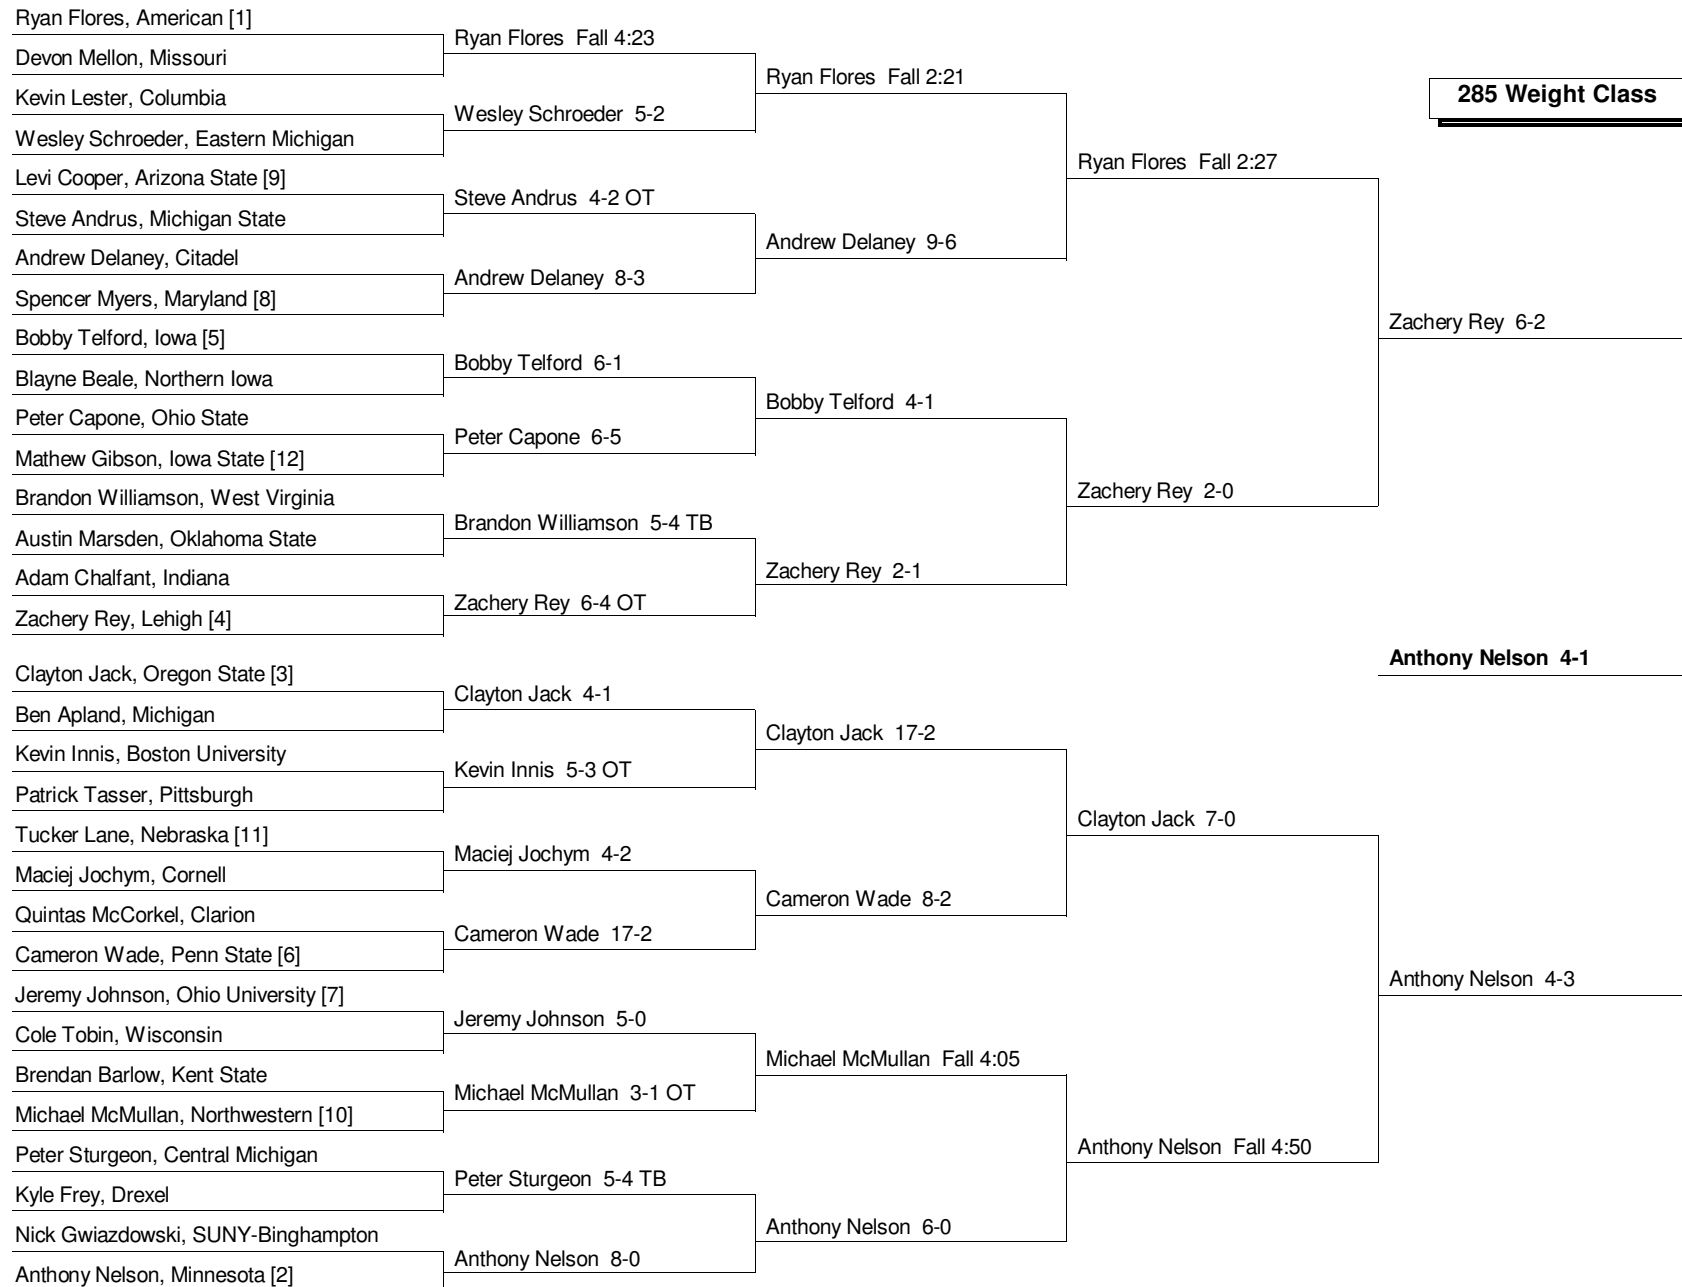 Ryan Flores, American [1]
Devon Mellon, Missouri
Kevin Lester, Columbia
Wesley Schroeder, Eastern Michigan
Levi Cooper, Arizona State [9]
Steve Andrus, Michigan State
Andrew Delaney, Citadel
Spencer Myers, Maryland [8]
Bobby Telford, Iowa [5]
Blayne Beale, Northern Iowa
Peter Capone, Ohio State
Mathew Gibson, Iowa State [12]
Brandon Williamson, West Virginia
Austin Marsden, Oklahoma State
Adam Chalfant, Indiana
Zachery Rey, Lehigh [4]
Clayton Jack, Oregon State [3]
Ben Apland, Michigan
Kevin Innis, Boston University
Patrick Tasser, Pittsburgh
Tucker Lane, Nebraska [11]
Maciej Jochym, Cornell
Quintas McCorkel, Clarion
Cameron Wade, Penn State [6]
Jeremy Johnson, Ohio University [7]
Cole Tobin, Wisconsin
Brendan Barlow, Kent State
Michael McMullan, Northwestern [10]
Peter Sturgeon, Central Michigan
Kyle Frey, Drexel
Nick Gwiazdowski, SUNY-Binghampton
Anthony Nelson, Minnesota [2]
Ryan Flores Fall 4:23
Wesley Schroeder 5-2
Steve Andrus 4-2 OT
Andrew Delaney 8-3
Bobby Telford 6-1
Peter Capone 6-5
Brandon Williamson 5-4 TB
Zachery Rey 6-4 OT
Clayton Jack 4-1
Kevin Innis 5-3 OT
Maciej Jochym 4-2
Cameron Wade 17-2
Jeremy Johnson 5-0
Michael McMullan 3-1 OT
Peter Sturgeon 5-4 TB
Anthony Nelson 8-0
Ryan Flores Fall 2:21
Andrew Delaney 9-6
Bobby Telford 4-1
Zachery Rey 2-1
Clayton Jack 17-2
Cameron Wade 8-2
Michael McMullan Fall 4:05
Anthony Nelson 6-0
Ryan Flores Fall 2:27
Zachery Rey 2-0
Clayton Jack 7-0
Anthony Nelson Fall 4:50
285 Weight Class
Zachery Rey 6-2
Anthony Nelson 4-1
Anthony Nelson 4-3